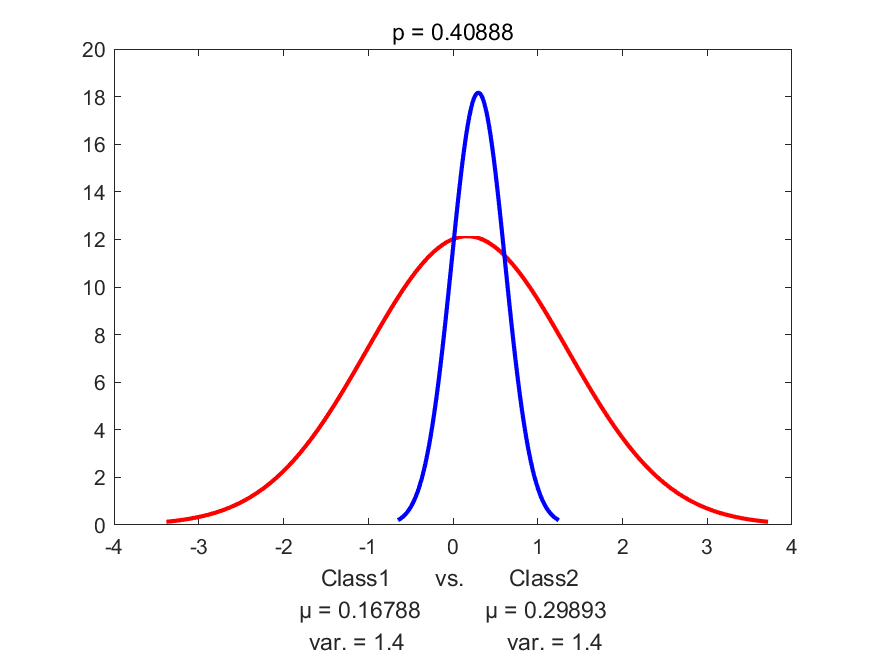 p = 0.40888
20
18
16
14
12
10
8
6
4
2
0
-4 -3 -2 -1 0 1 2 3 4
Class1 vs. Class2
μ = 0.16788 μ = 0.29893
var. = 1.4 var. = 1.4